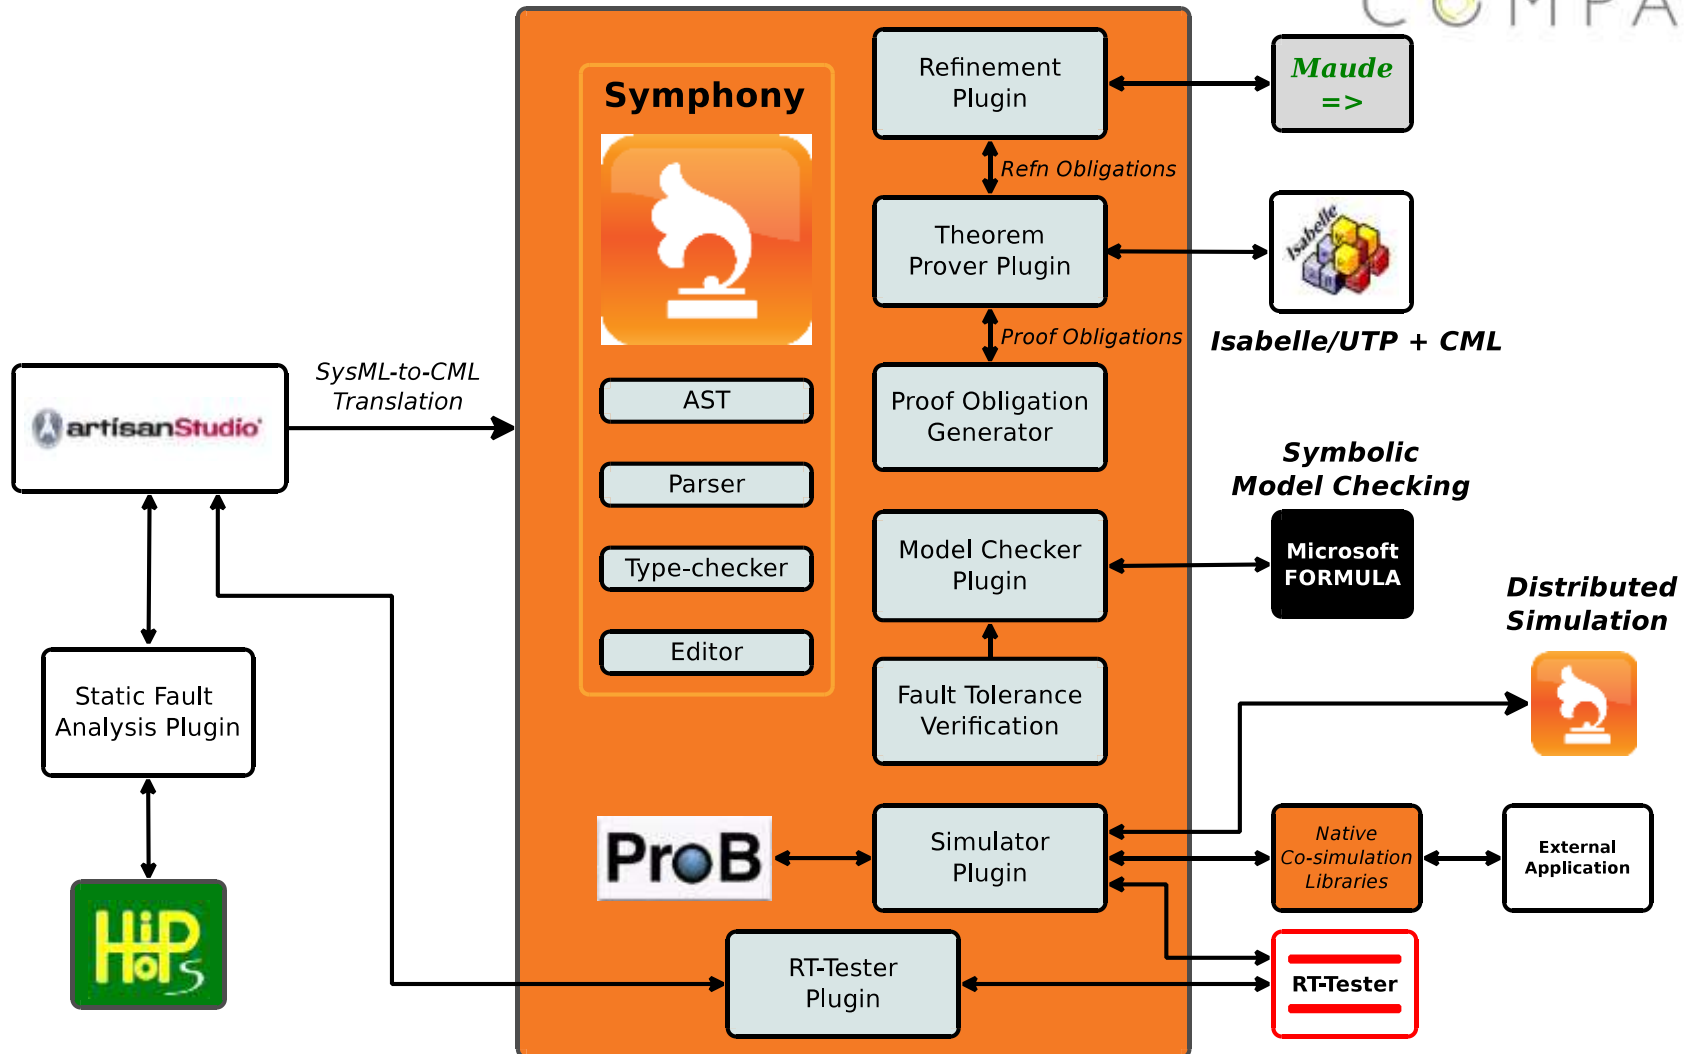 COMPA
Symphony
AST
Parser
Type-checker
Editor
Refinement
Plugin
Refn Obligations
Theorem
Prover Plugin
Proof Obligations
Proof Obligation
Generator
Model Checker
Plugin
Fault Tolerance
Verification
Simulator
Plugin
ProB
RT-Tester
Plugin
Maude
=>
Isabelle
Isabelle/UTP + CML
Symbolic
Model Checking
Microsoft
FORMULA
Distributed
Simulation
Native
Co-simulation
Libraries
External
Application
RT-Tester
artisanStudio
SysML-to-CML
Translation
Static Fault
Analysis Plugin
HiP
HoPS